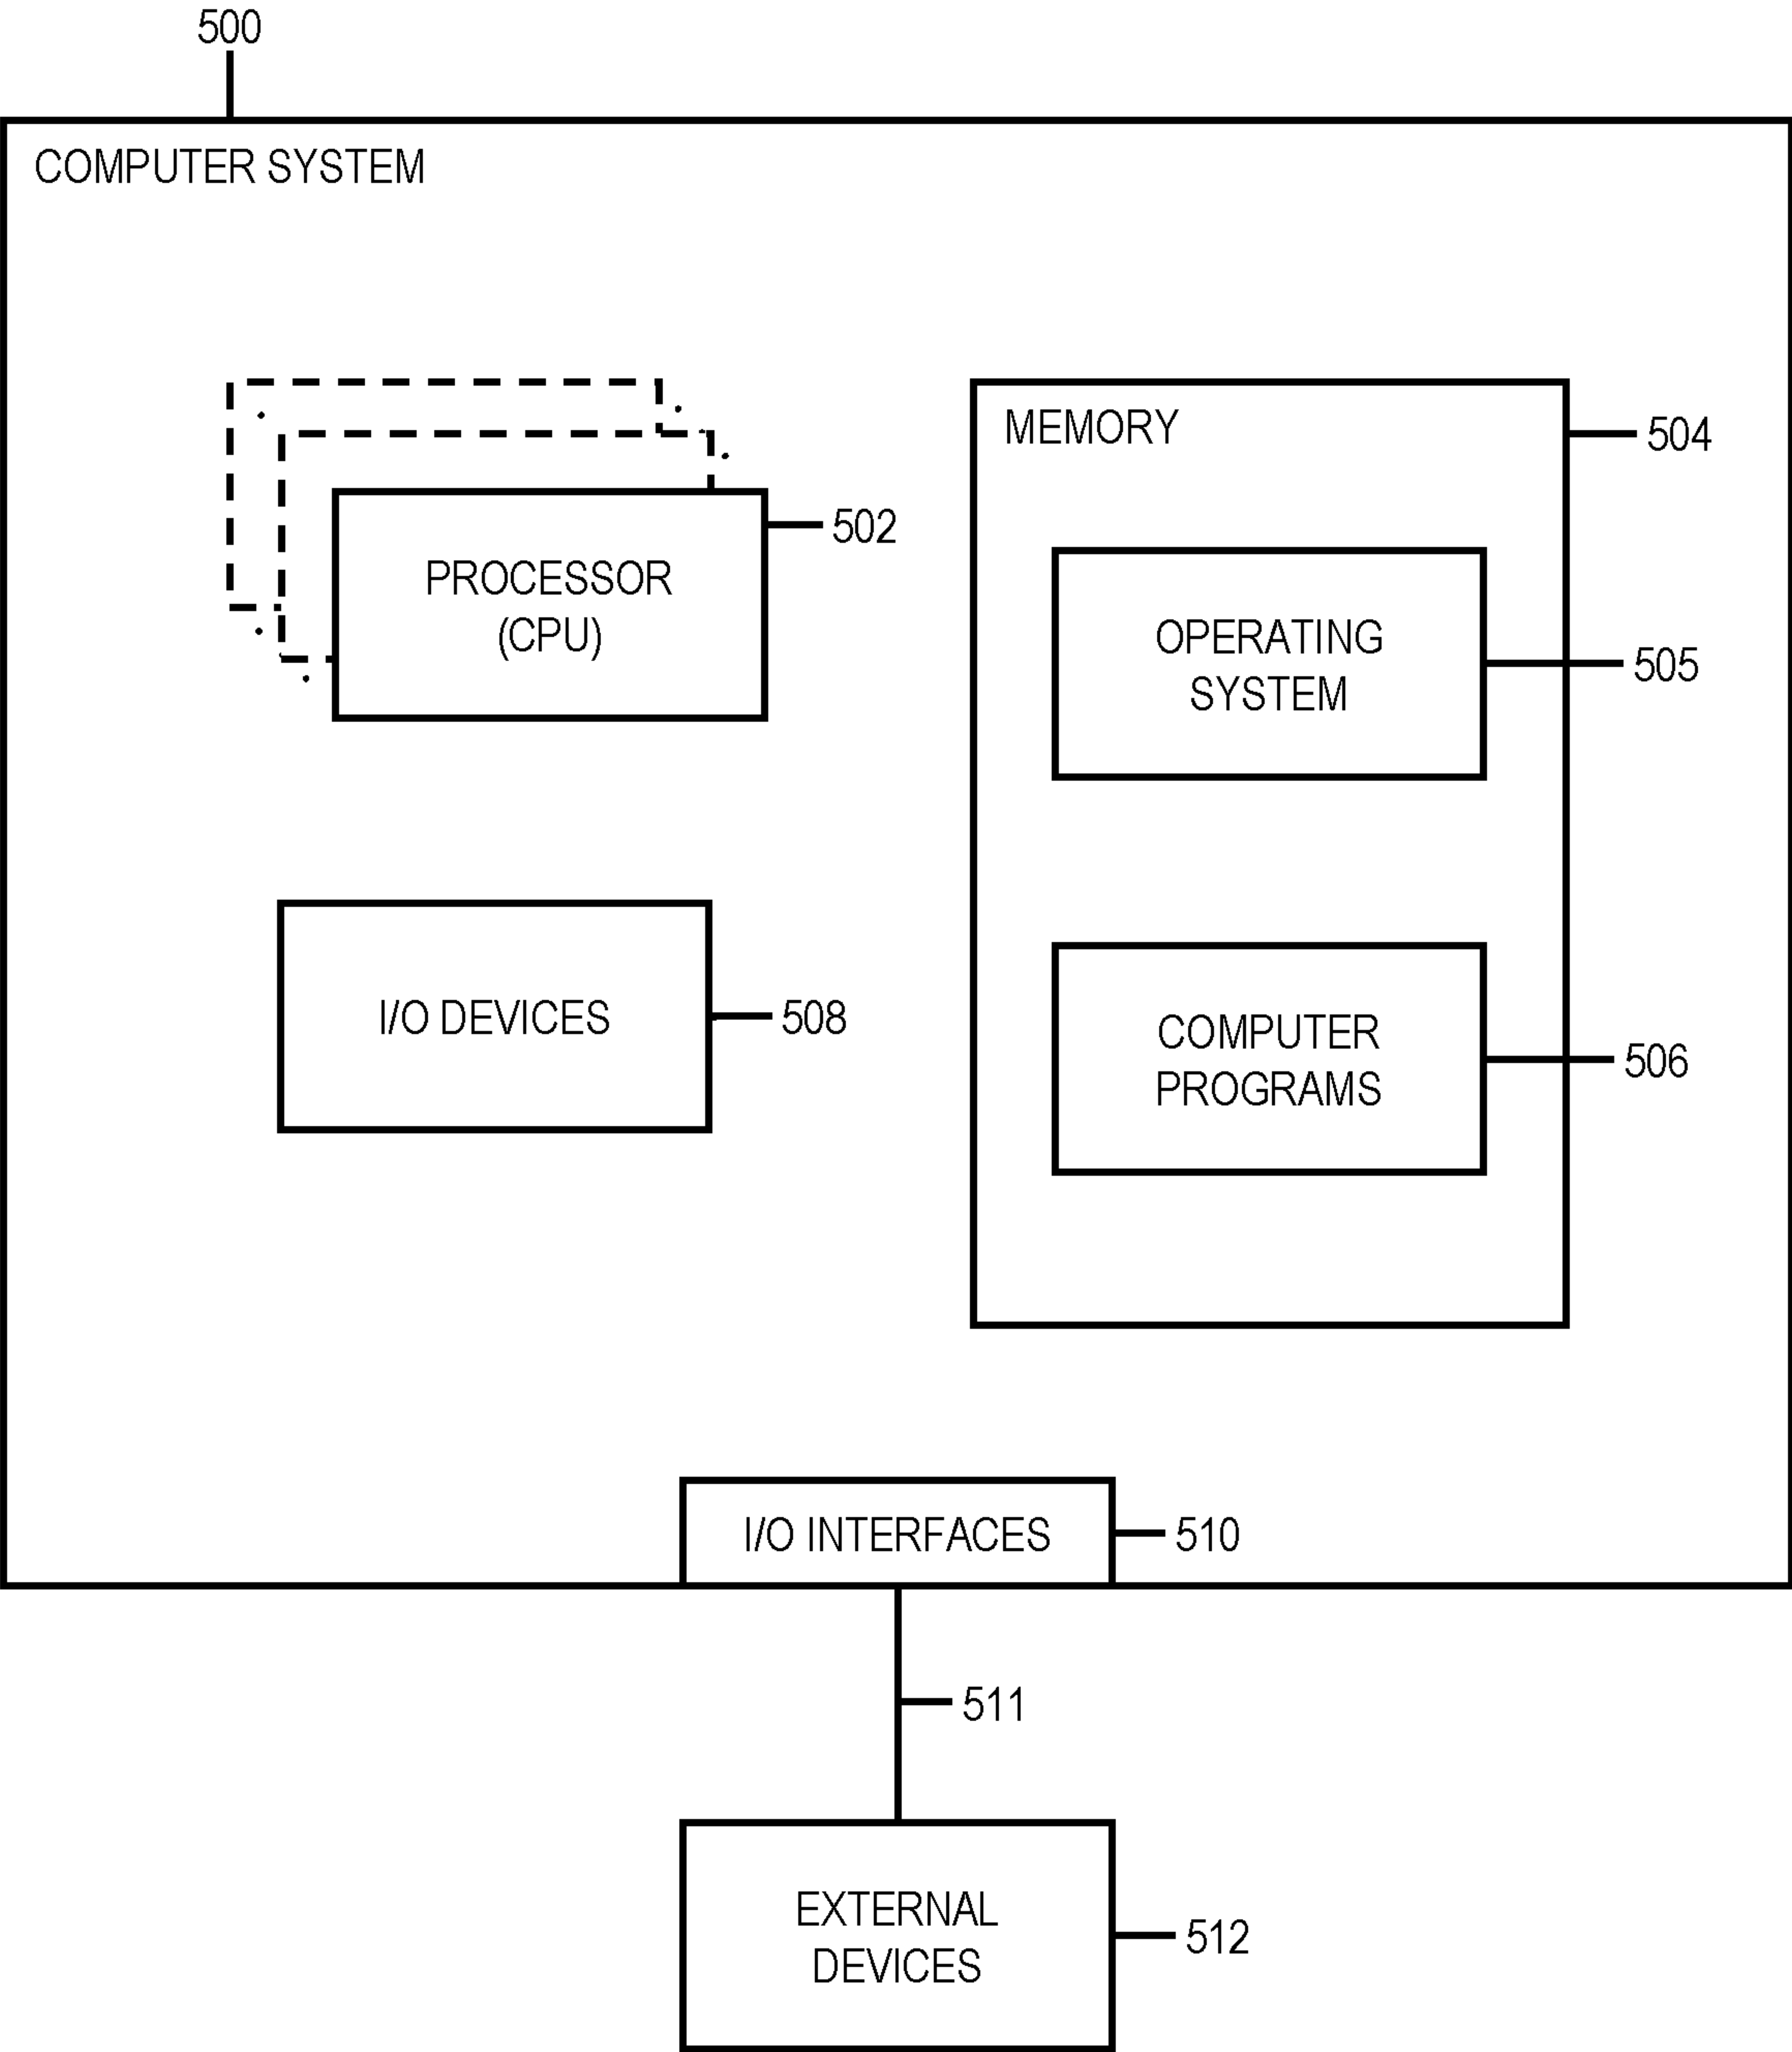 500
COMPUTER SYSTEM
MEMORY
504
502
PROCESSOR
(CPU)
OPERATING
SYSTEM
505
I/O DEVICES
508
COMPUTER
PROGRAMS
506
I/O INTERFACES
510
511
EXTERNAL
DEVICES
512